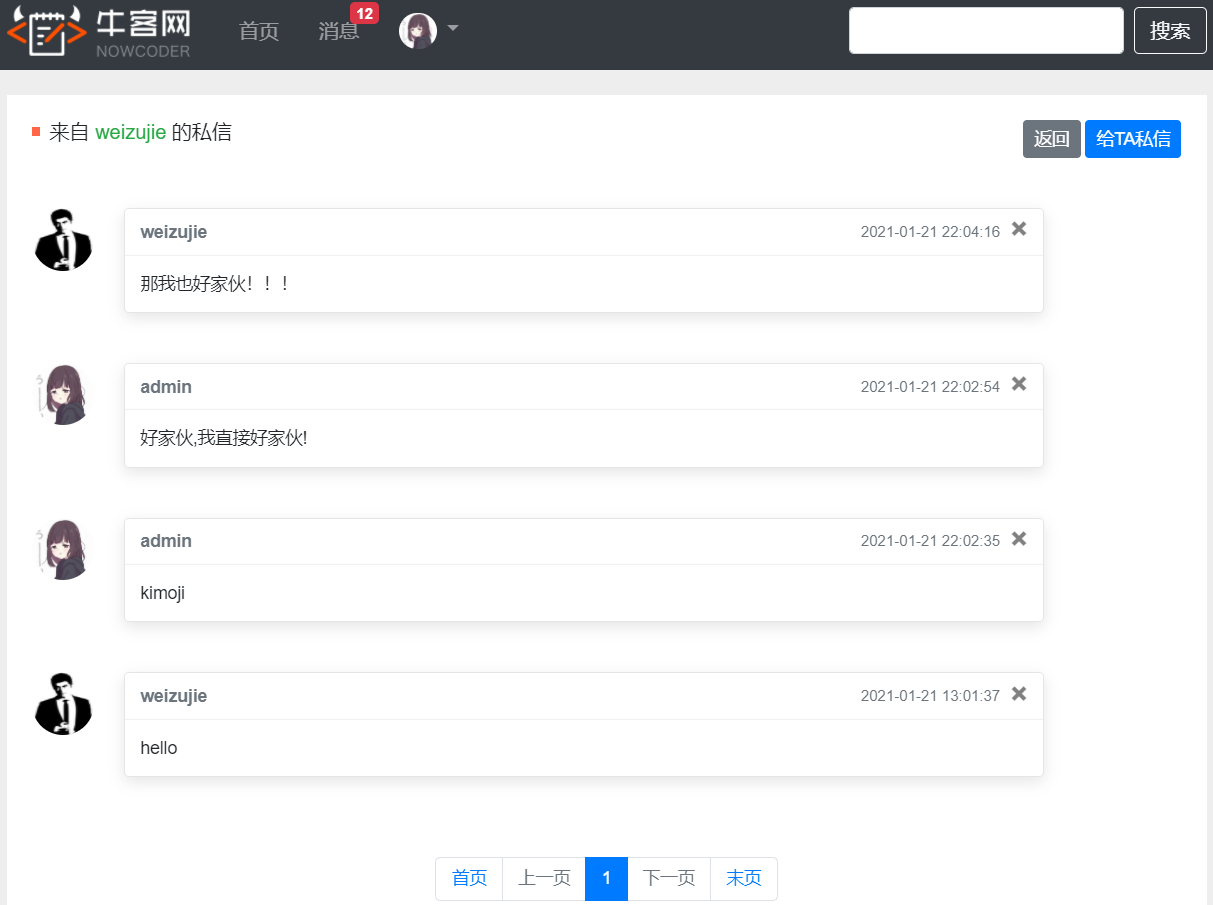 牛客网
NOWCODER
首页
消息
12
搜索
来自 weizujie 的私信
返回
给TA私信
weizujie
2021-01-21 22:04:16
那我也好家伙！！！
admin
2021-01-21 22:02:54
好家伙,我直接好家伙!
admin
2021-01-21 22:02:35
kimoji
weizujie
2021-01-21 13:01:37
hello
首页
上一页
1
下一页
末页